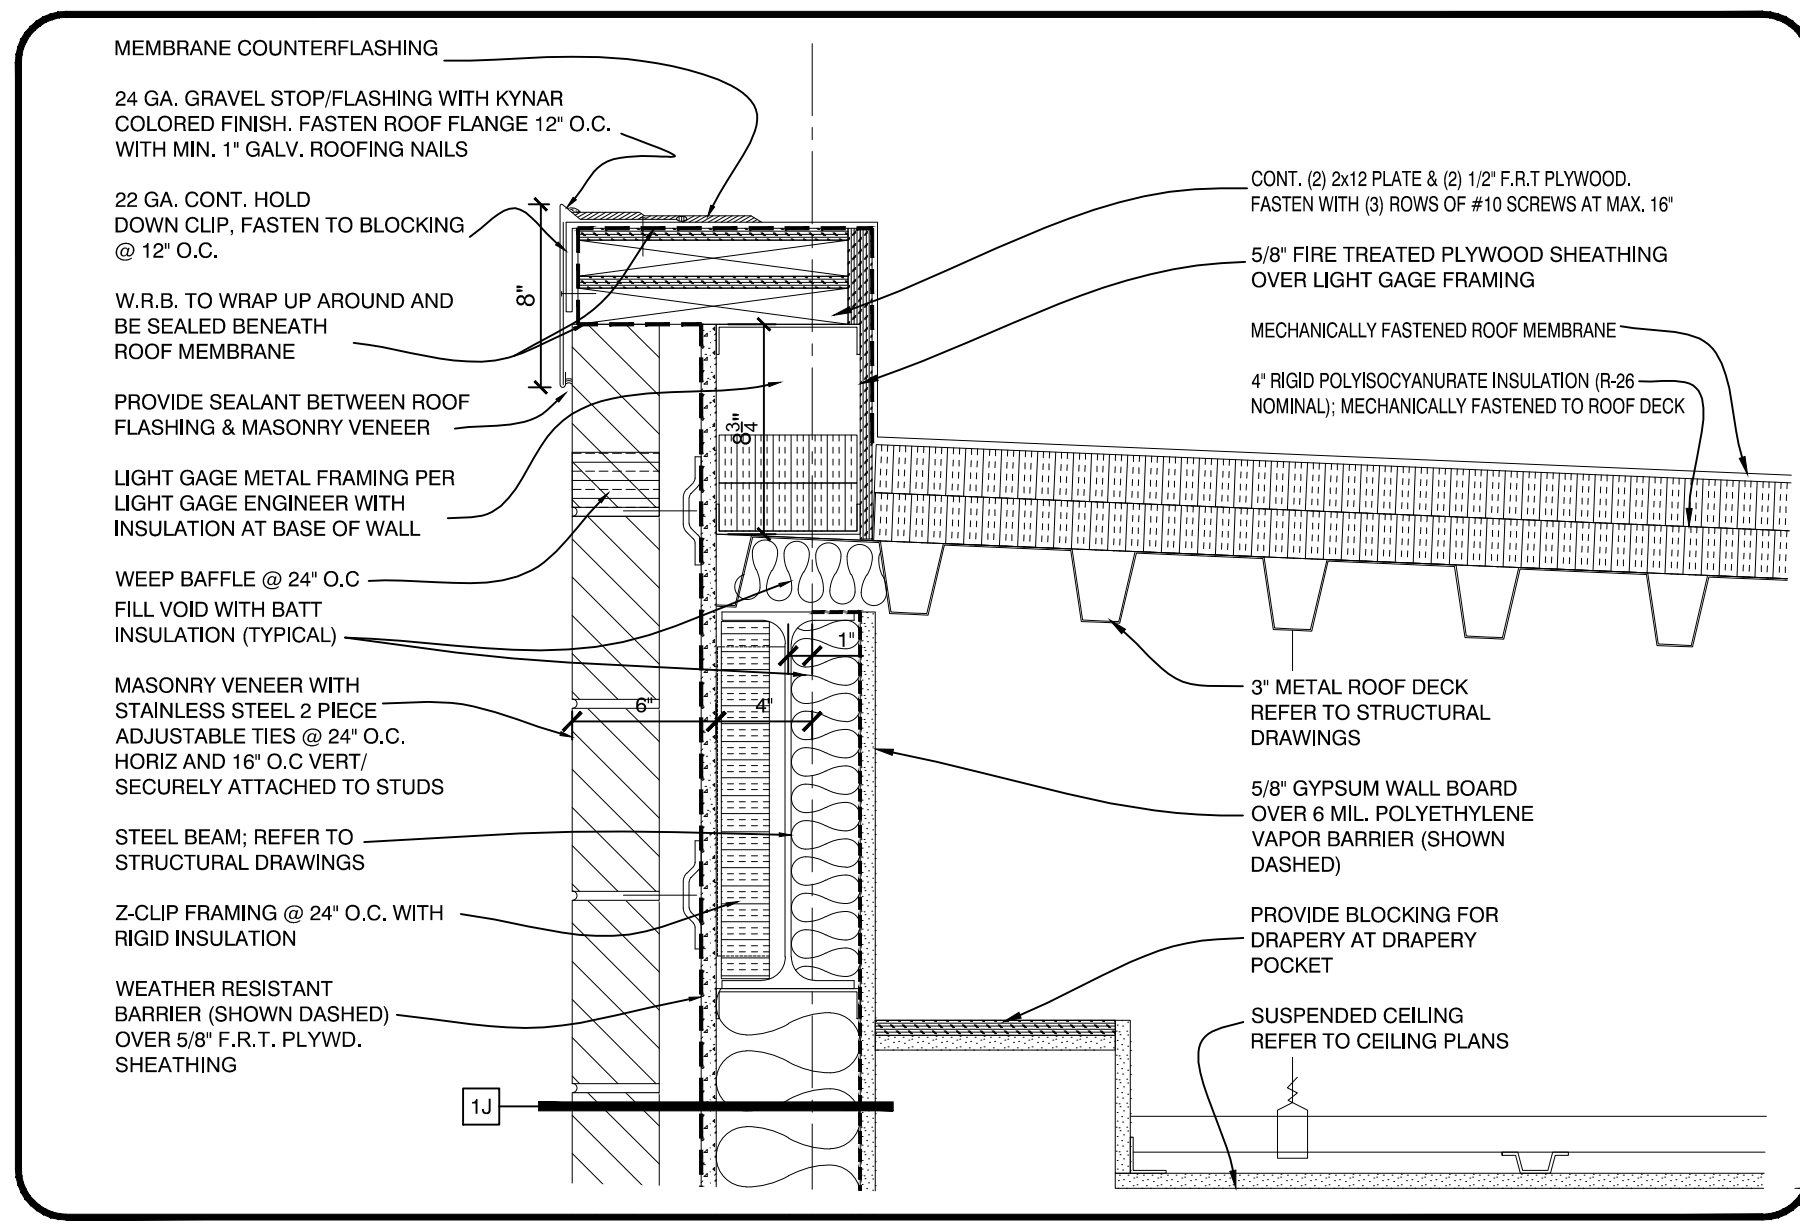 MEMBRANE COUNTERFLASHING
24 GA. GRAVEL STOP/FLASHING WITH KYNAR
COLORED FINISH. FASTEN ROOF FLANGE 12" O.C.
WITH MIN. 1" GALV. ROOFING NAILS
22 GA. CONT. HOLD
DOWN CLIP, FASTEN TO BLOCKING
@ 12" O.C.
W.R.B. TO WRAP UP AROUND AND
BE SEALED BENEATH
ROOF MEMBRANE
PROVIDE SEALANT BETWEEN ROOF
FLASHING & MASONRY VENEER
LIGHT GAGE METAL FRAMING PER
LIGHT GAGE ENGINEER WITH
INSULATION AT BASE OF WALL
WEEP BAFFLE @ 24" O.C
FILL VOID WITH BATT
INSULATION (TYPICAL)
MASONRY VENEER WITH
STAINLESS STEEL 2 PIECE
ADJUSTABLE TIES @ 24" O.C.
HORIZ AND 16" O.C VERT/
SECURELY ATTACHED TO STUDS
STEEL BEAM; REFER TO
STRUCTURAL DRAWINGS
Z-CLIP FRAMING @ 24" O.C. WITH
RIGID INSULATION
WEATHER RESISTANT
BARRIER (SHOWN DASHED)
OVER 5/8" F.R.T. PLYWD.
SHEATHING
1J
8"
8 3/4"
1"
6"
4"
CONT. (2) 2x12 PLATE & (2) 1/2" F.R.T PLYWOOD.
FASTEN WITH (3) ROWS OF #10 SCREWS AT MAX. 16"
5/8" FIRE TREATED PLYWOOD SHEATHING
OVER LIGHT GAGE FRAMING
MECHANICALLY FASTENED ROOF MEMBRANE
4" RIGID POLYISOCYANURATE INSULATION (R-26
NOMINAL); MECHANICALLY FASTENED TO ROOF DECK
3" METAL ROOF DECK
REFER TO STRUCTURAL
DRAWINGS
5/8" GYPSUM WALL BOARD
OVER 6 MIL. POLYETHYLENE
VAPOR BARRIER (SHOWN
DASHED)
PROVIDE BLOCKING FOR
DRAPERY AT DRAPERY
POCKET
SUSPENDED CEILING
REFER TO CEILING PLANS